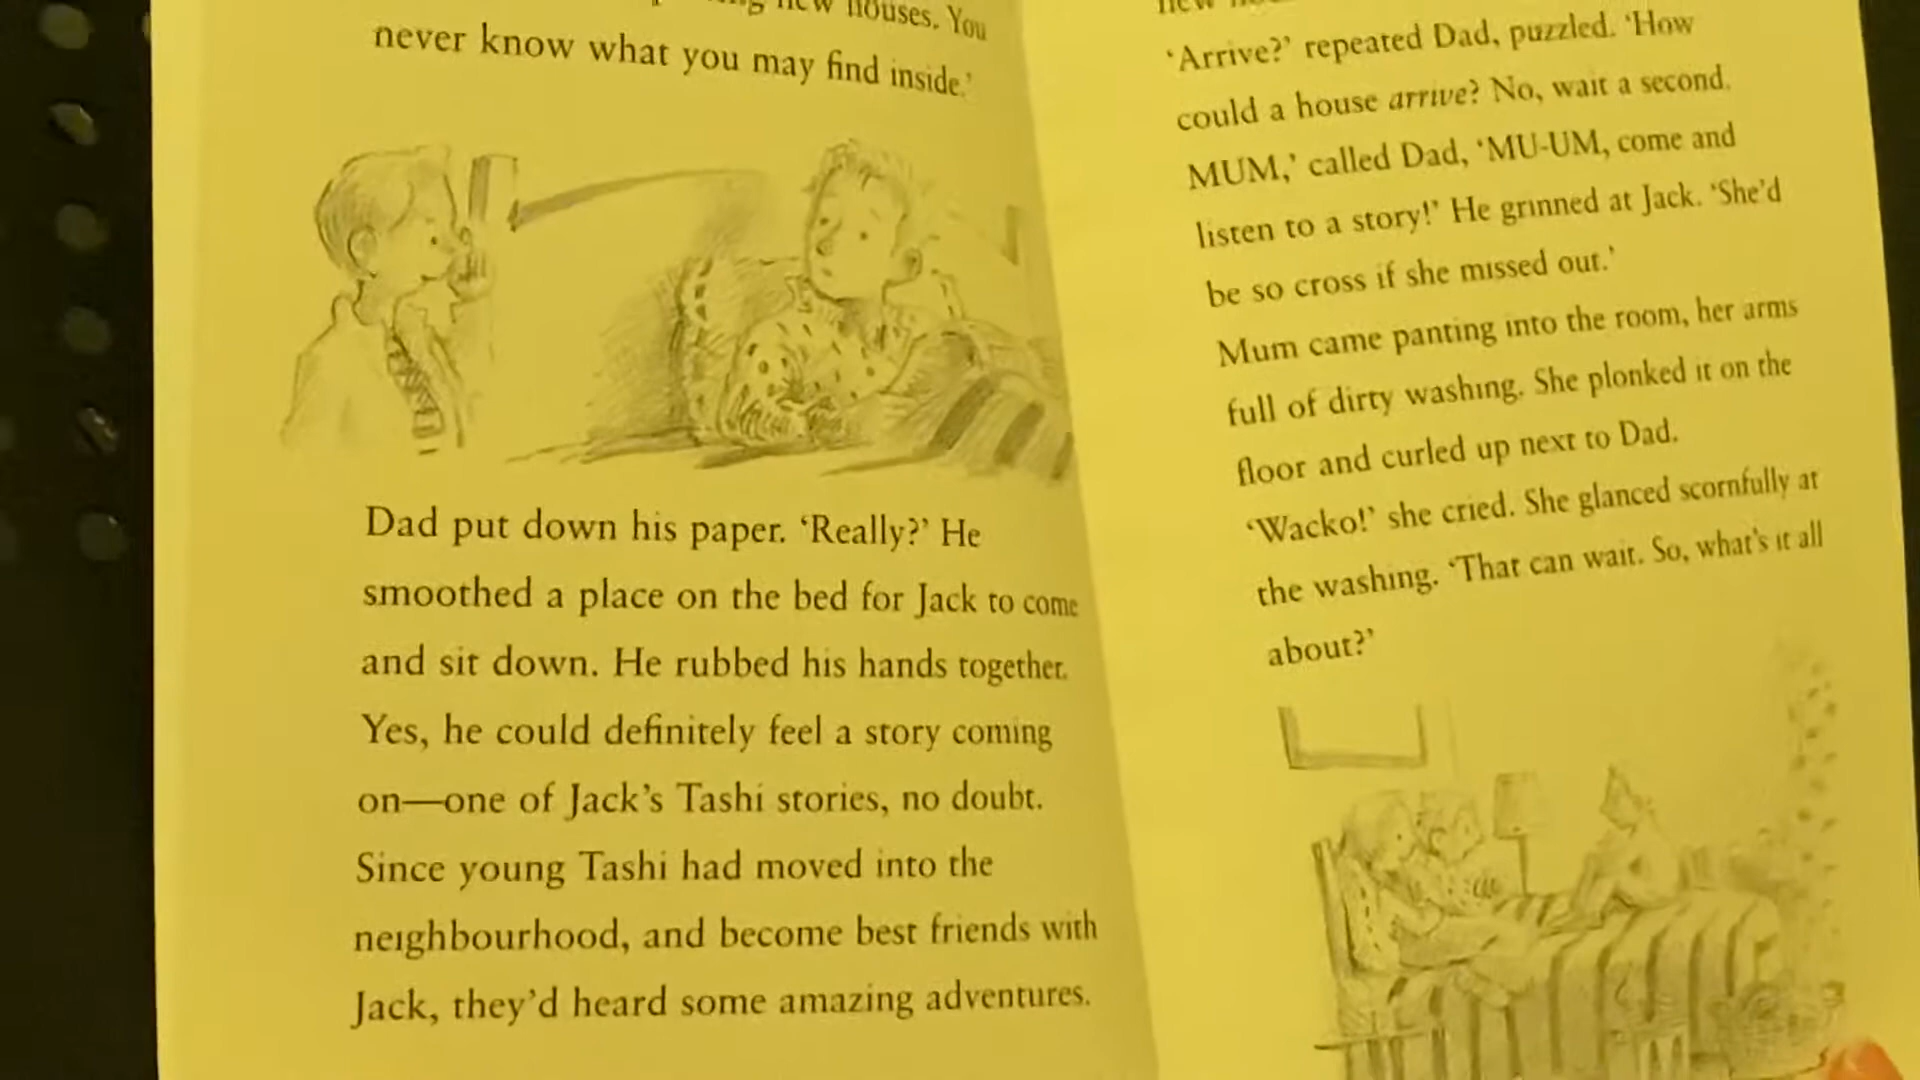 new houses. You
never know what you may find inside.’
Dad put down his paper. ‘Really?’ He
smoothed a place on the bed for Jack to come
and sit down. He rubbed his hands together.
Yes, he could definitely feel a story coming
on—one of Jack’s Tashi stories, no doubt.
Since young Tashi had moved into the
neighbourhood, and become best friends with
Jack, they’d heard some amazing adventures.
‘Arrive?’ repeated Dad, puzzled. ‘How
could a house arrive? No, wait a second.
MUM,’ called Dad, ‘MU-UM, come and
listen to a story!’ He grinned at Jack. ‘She’d
be so cross if she missed out.’
Mum came panting into the room, her arms
full of dirty washing. She plonked it on the
floor and curled up next to Dad.
‘Wacko!’ she cried. She glanced scornfully at
the washing. ‘That can wait. So, what’s it all
about?’